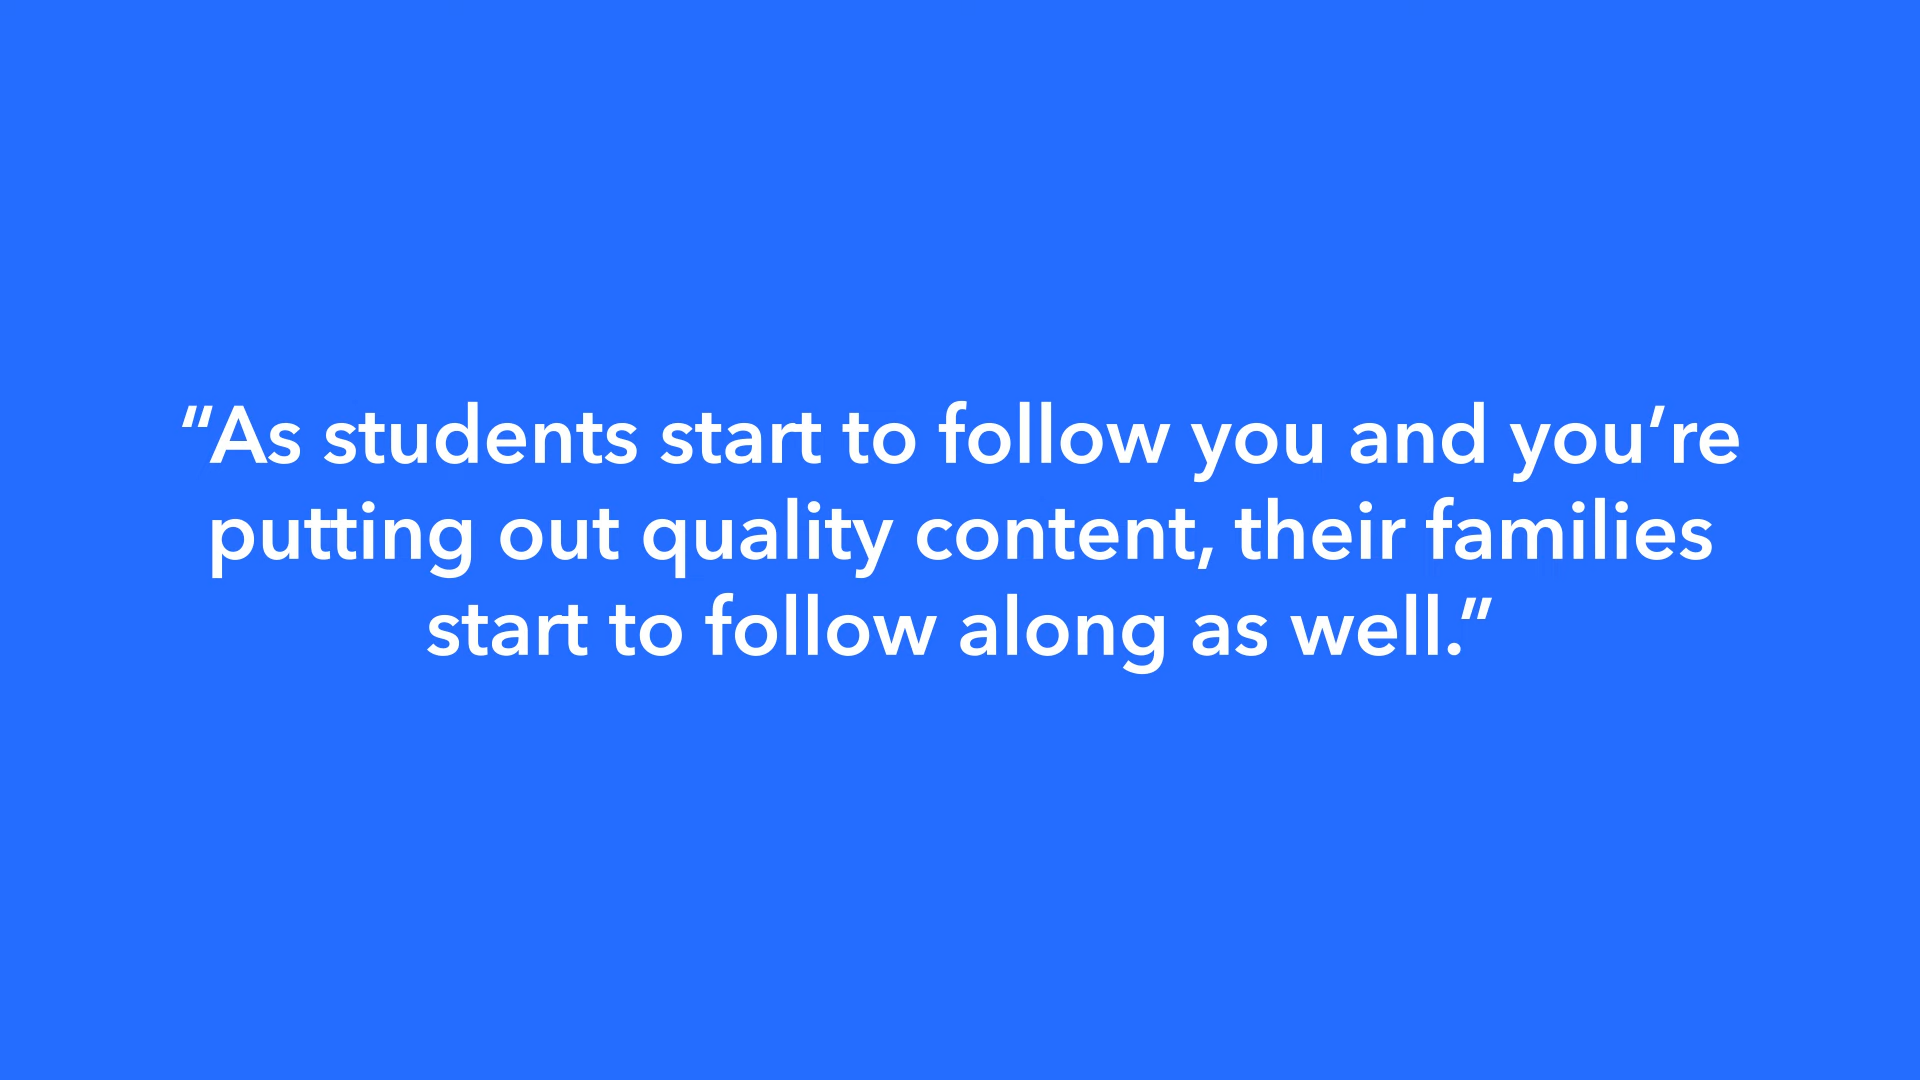 “As students start to follow you and you’re
putting out quality content, their families
start to follow along as well.”